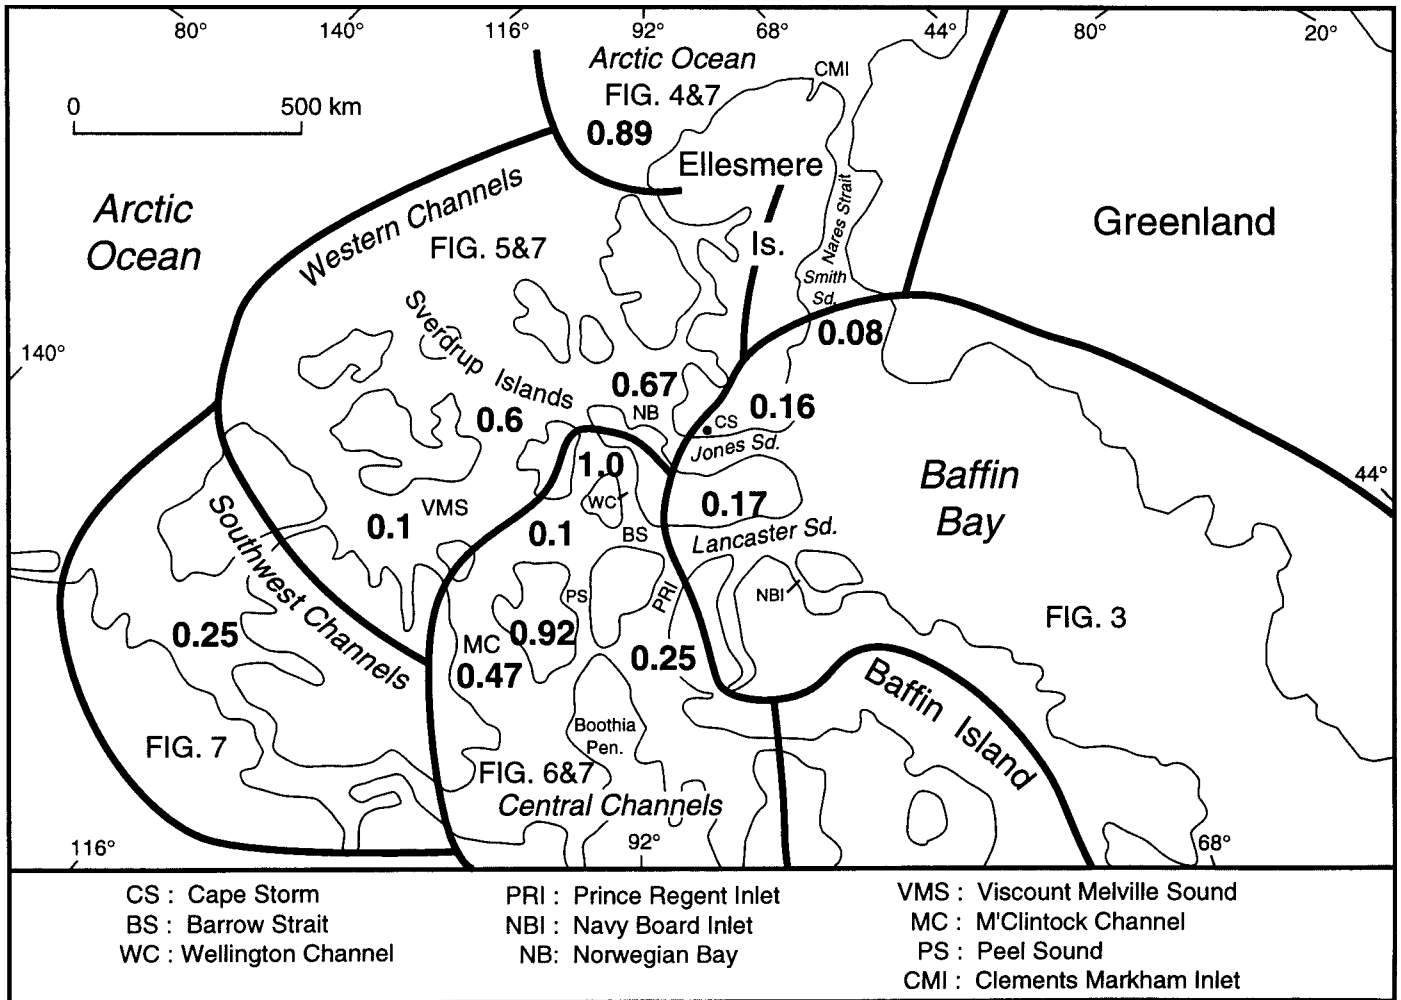 80° 140° 116° 92° 68° 44° 80° 20°
Arctic Ocean
CMI
FIG. 4&7
0 500 km
0.89
Ellesmere
Is.
Arctic
Ocean
Western Channels
FIG. 5&7
Nares Strait
Greenland
Smith
Sd.
0.08
Sverdrup Islands
140°
0.67
NB
0.6
0.16
CS
Jones Sd.
1.0
WC
Baffin
Bay
44°
0.17
VMS
0.1
0.1
BS
Lancaster Sd.
Southwest Channels
PS
PRI
NBI
FIG. 3
0.25
MC
0.92
0.47
0.25
Baffin Island
Boothia
Pen.
FIG. 7
FIG. 6&7
Central Channels
116° 92° 68°
CS : Cape Storm
BS : Barrow Strait
WC : Wellington Channel
PRI : Prince Regent Inlet
NBI : Navy Board Inlet
NB: Norwegian Bay
VMS : Viscount Melville Sound
MC : M'Clintock Channel
PS : Peel Sound
CMI : Clements Markham Inlet